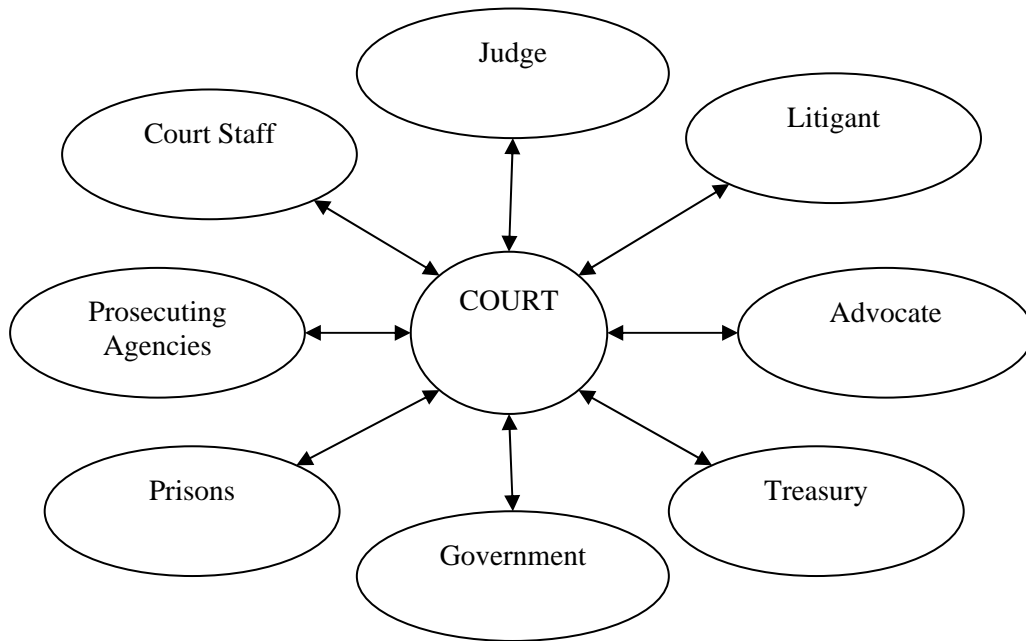 Judge
Litigant
Court Staff
Prosecuting
Agencies
COURT
Advocate
Prisons
Treasury
Government